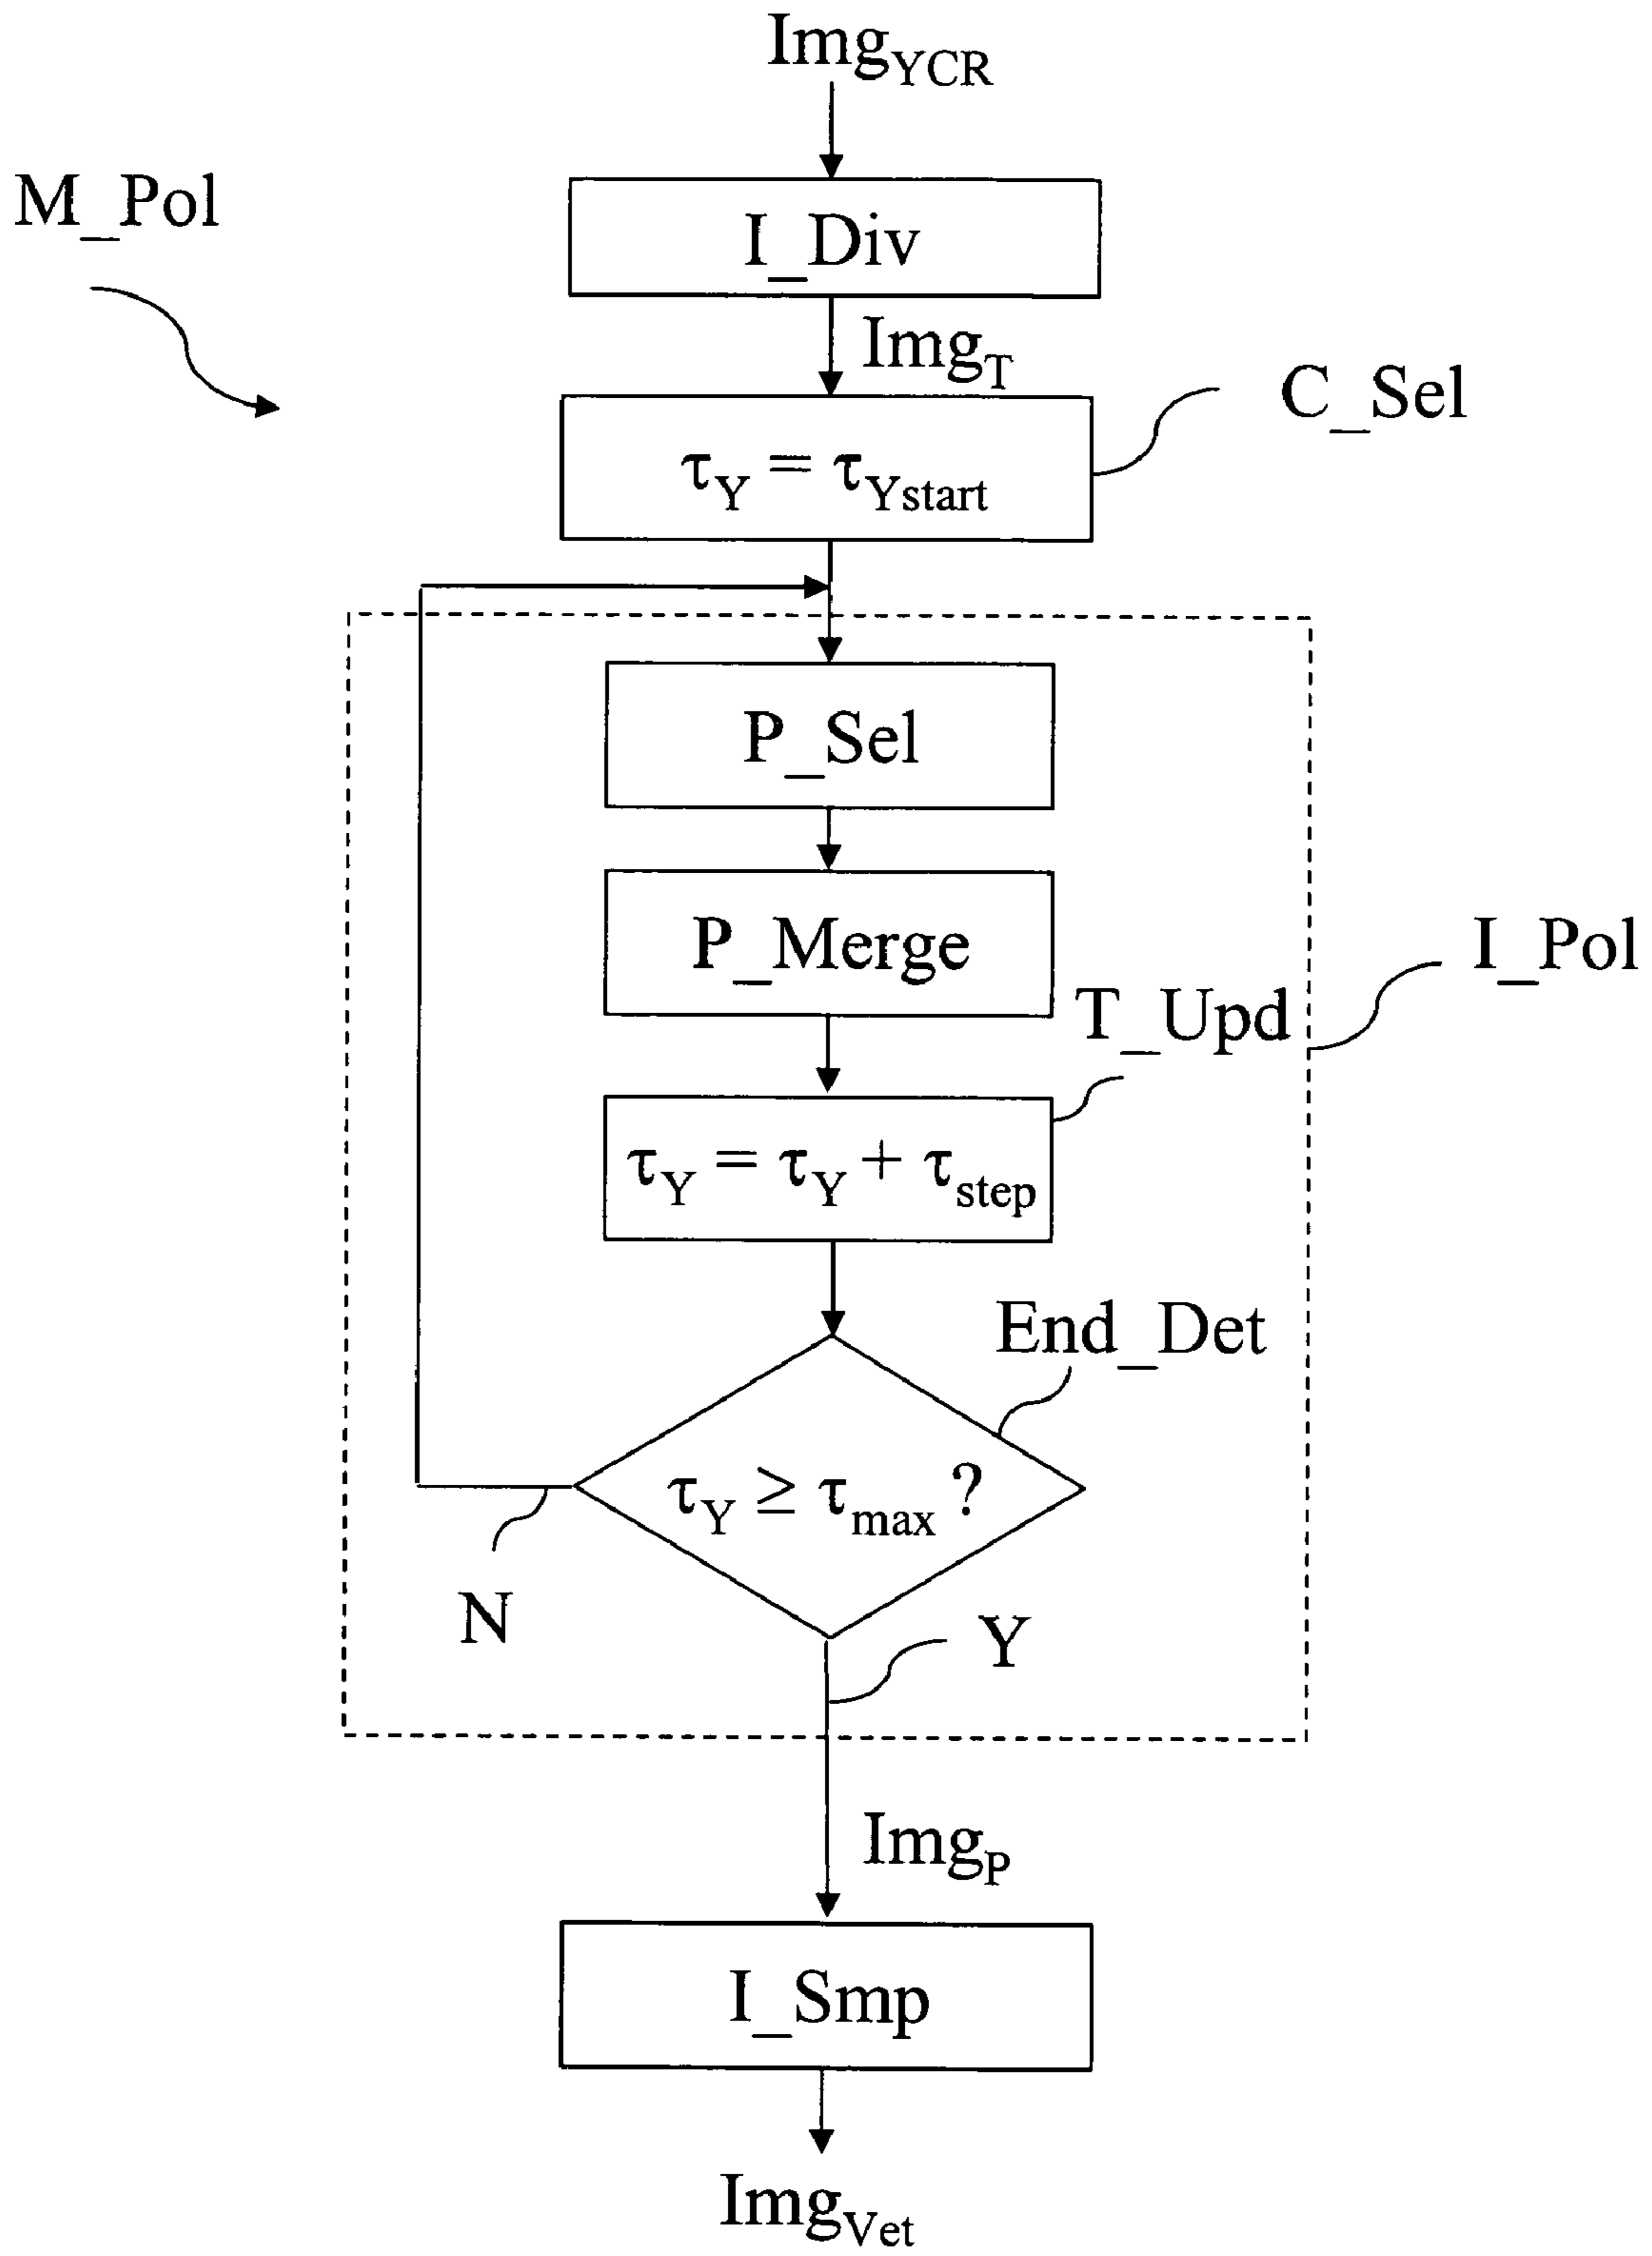 Img_YCR
M_Pol
I_Div
Img_T
C_Sel
τ_Y = τ_Ystart
P_Sel
P_Merge
I_Pol
T_Upd
τ_Y = τ_Y + τ_step
End_Det
τ_Y ≥ τ_max ?
N
Y
Img_P
I_Smp
Img_Vet